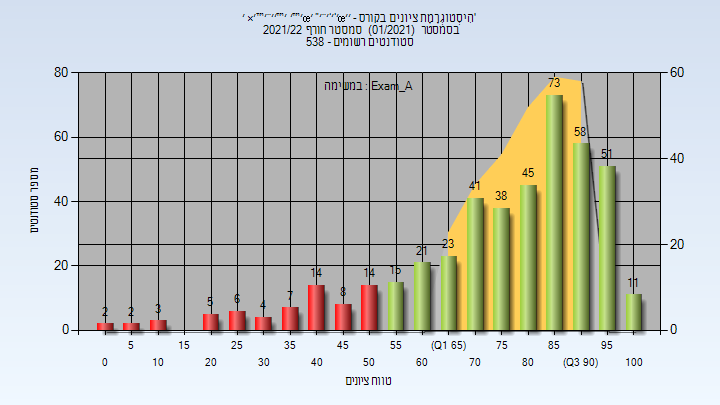 היסטוגרמת ציונים בקורס -
בסמסטר (01/2021) סמסטר חורף 2021/22
סטודנטים רשומים - 538
במשימה : Exam_A
80 60 40 20 0
מספר סטודנטים
60 40 20 0
2 2 3 5 6 4 7 14 8 14 15 21 23 41 38 45 73 58 51 11
5 15 25 35 45 55 (Q1 65) 75 85 95
0 10 20 30 40 50 60 70 80 (Q3 90) 100
טווח ציונים